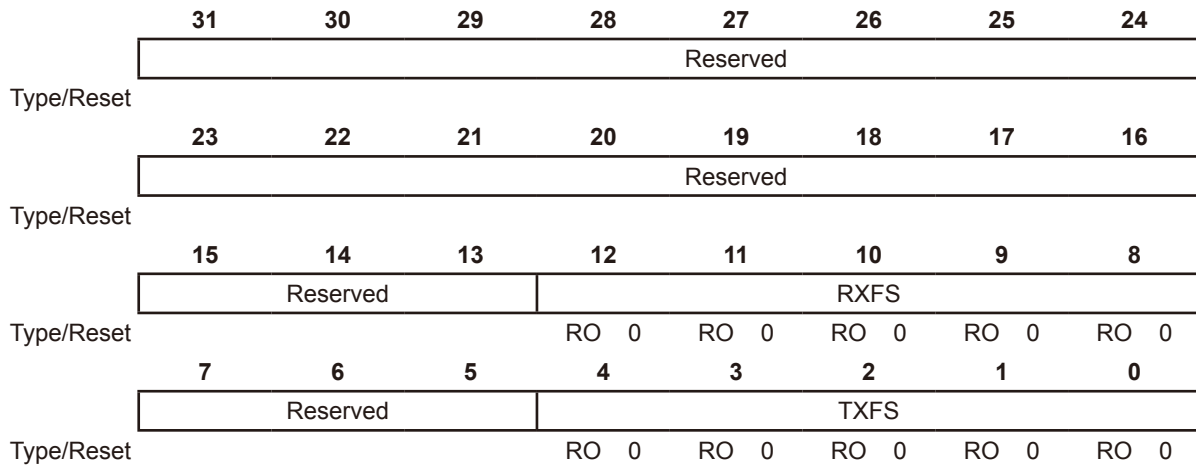 31 30 29 28 27 26 25 24
Reserved
Type/Reset
23 22 21 20 19 18 17 16
Reserved
Type/Reset
15 14 13 12 11 10 9 8
Reserved RXFS
Type/Reset RO 0 RO 0 RO 0 RO 0 RO 0
7 6 5 4 3 2 1 0
Reserved TXFS
Type/Reset RO 0 RO 0 RO 0 RO 0 RO 0